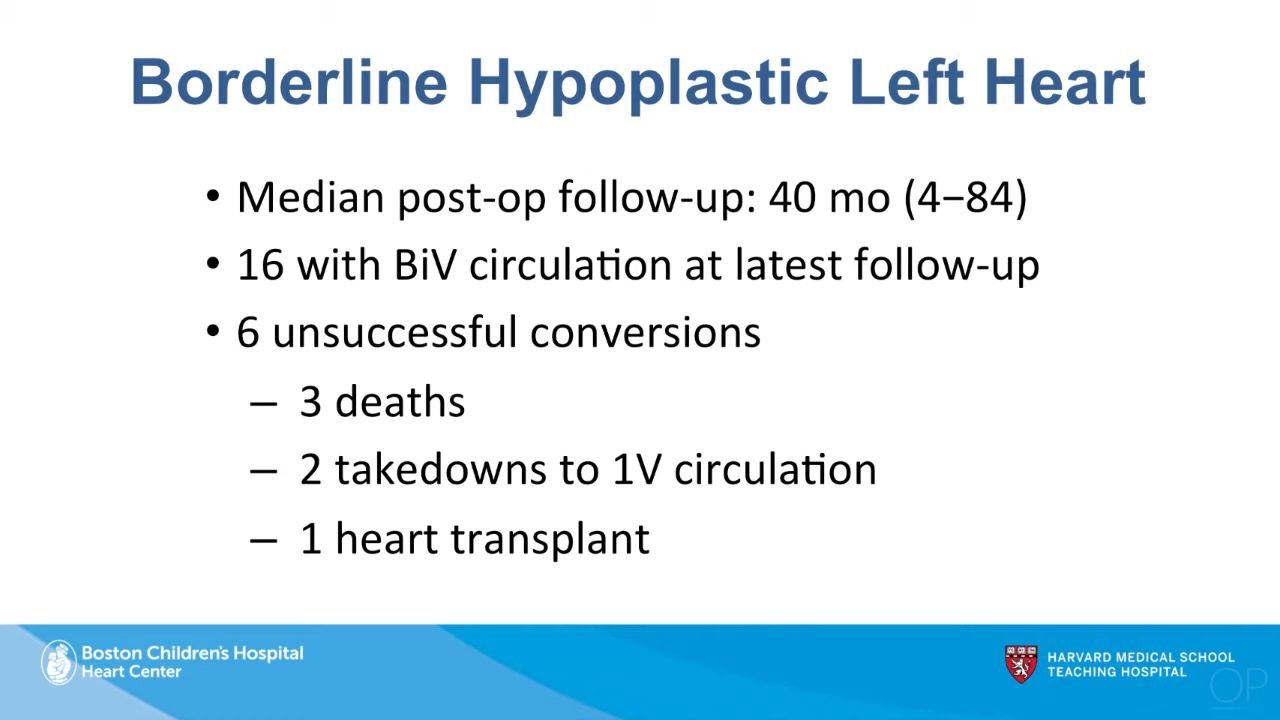 Borderline Hypoplastic Left Heart
• Median post-op follow-up: 40 mo (4–84)
• 16 with BiV circulation at latest follow-up
• 6 unsuccessful conversions
– 3 deaths
– 2 takedowns to 1V circulation
– 1 heart transplant
Boston Children's Hospital
Heart Center
HARVARD MEDICAL SCHOOL
TEACHING HOSPITAL
OP